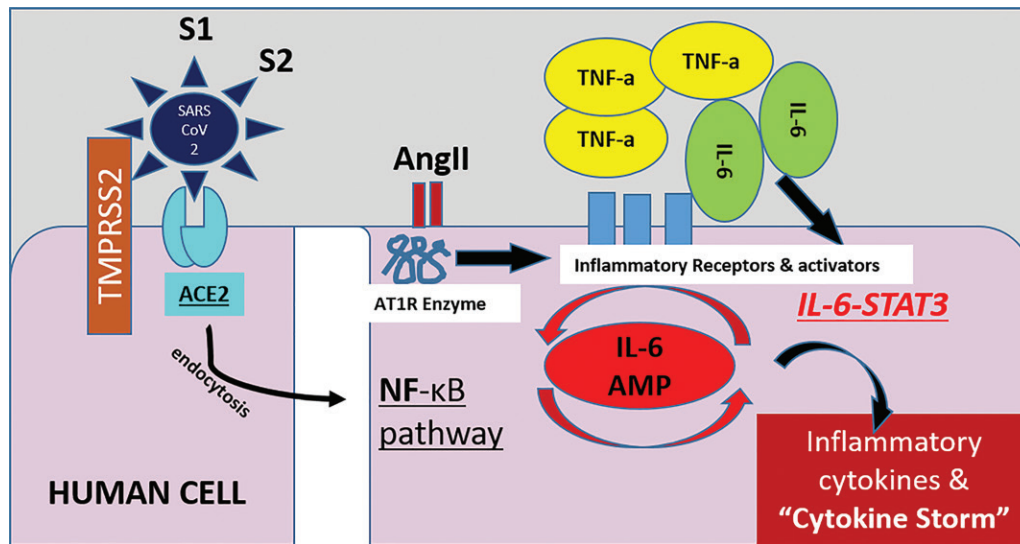 S1
S2
SARS
CoV
2
TMPRSS2
ACE2
endocytosis
HUMAN CELL
AngII
AT1R Enzyme
NF-κB
pathway
TNF-a
TNF-a
TNF-a
IL-6
IL-6
Inflammatory Receptors & activators
IL-6-STAT3
IL-6
AMP
Inflammatory
cytokines &
“Cytokine Storm”